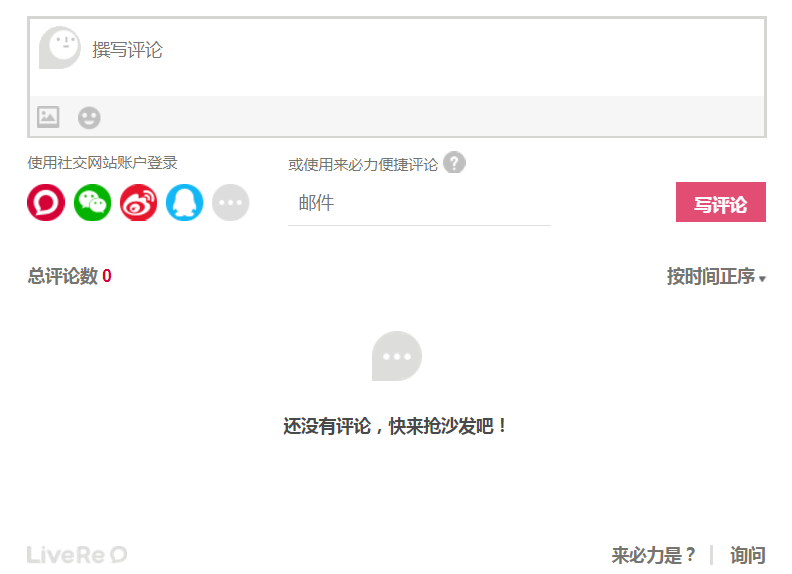 撰写评论
使用社交网站账户登录
或使用来必力便捷评论 ?
邮件
写评论
总评论数 0
按时间正序
还没有评论，快来抢沙发吧！
LiveRe
来必力是？ | 询问